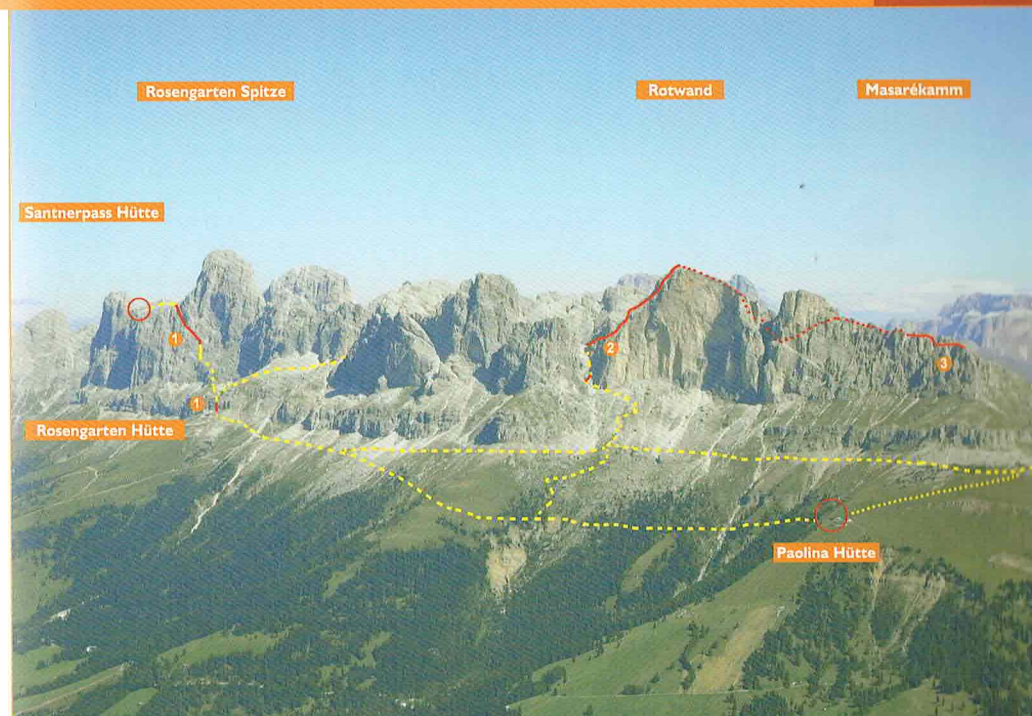 Rosengarten Spitze
Rotwand
Masarékamm
Santnerpass Hütte
1
2
3
1
Rosengarten Hütte
Paolina Hütte